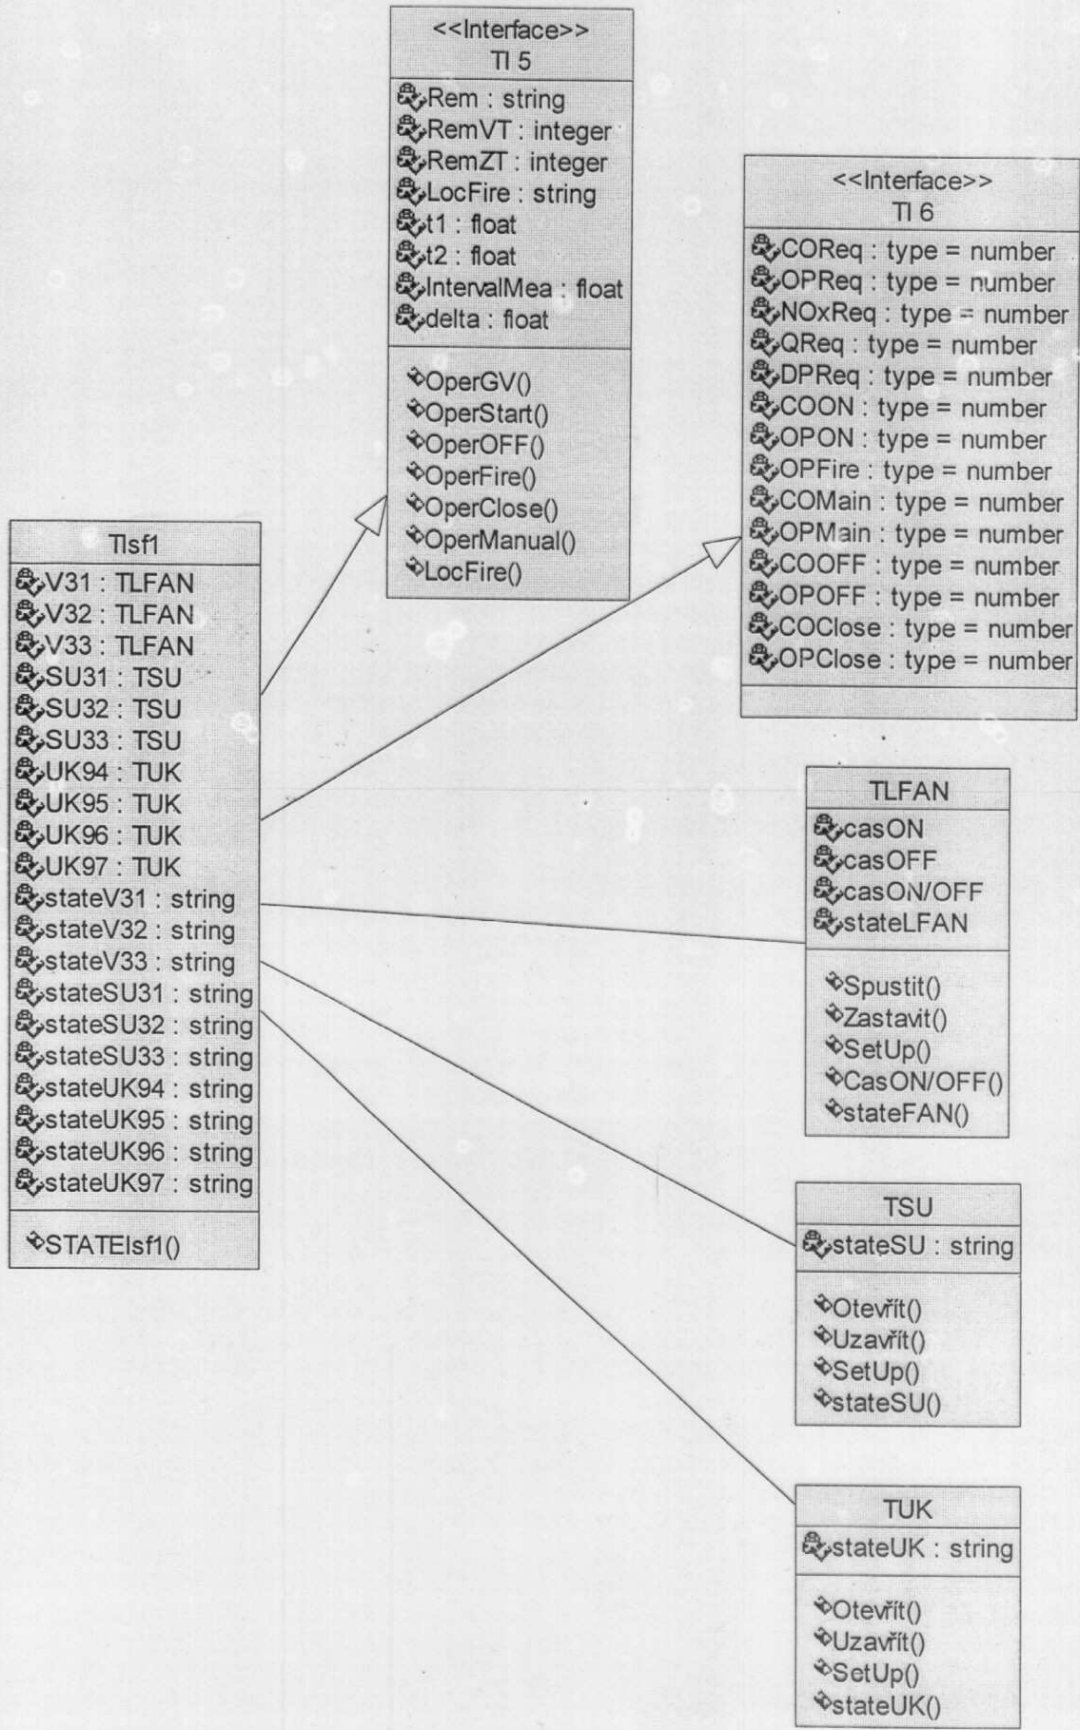 <<Interface>>
TI 5
Rem : string
RemVT : integer
RemZT : integer
LocFire : string
t1 : float
t2 : float
IntervalMea : float
delta : float
OperGV()
OperStart()
OperOFF()
OperFire()
OperClose()
OperManual()
LocFire()
<<Interface>>
TI 6
COReq : type = number
OPReq : type = number
NOxReq : type = number
QReq : type = number
DPReq : type = number
COON : type = number
OPON : type = number
OPFire : type = number
COMain : type = number
OPMain : type = number
COOFF : type = number
OPOFF : type = number
COClose : type = number
OPClose : type = number
TIsf1
V31 : TLFAN
V32 : TLFAN
V33 : TLFAN
SU31 : TSU
SU32 : TSU
SU33 : TSU
UK94 : TUK
UK95 : TUK
UK96 : TUK
UK97 : TUK
stateV31 : string
stateV32 : string
stateV33 : string
stateSU31 : string
stateSU32 : string
stateSU33 : string
stateUK94 : string
stateUK95 : string
stateUK96 : string
stateUK97 : string
STATEIsf1()
TLFAN
casON
casOFF
casON/OFF
stateLFAN
Spustit()
Zastavit()
SetUp()
CasON/OFF()
stateFAN()
TSU
stateSU : string
Otevřít()
Uzavřít()
SetUp()
stateSU()
TUK
stateUK : string
Otevřít()
Uzavřít()
SetUp()
stateUK()